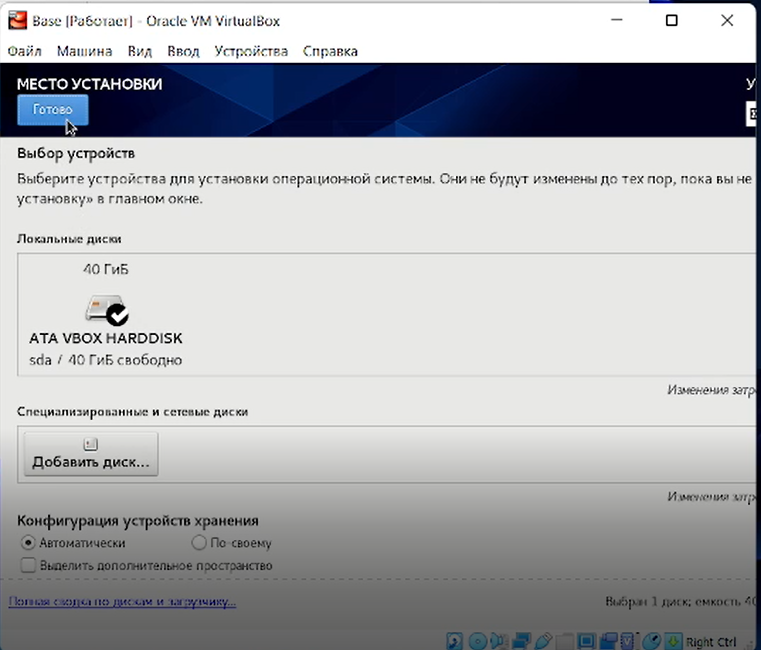 Base [Работает] - Oracle VM VirtualBox
Файл Машина Вид Ввод Устройства Справка
МЕСТО УСТАНОВКИ
У
Готово
Выбор устройств
Выберите устройства для установки операционной системы. Они не будут изменены до тех пор, пока вы не
установку» в главном окне.
Локальные диски
40 ГиБ
ATA VBOX HARDDISK
sda / 40 ГиБ свободно
Изменения затр
Специализированные и сетевые диски
Добавить диск...
Изменения затр
Конфигурация устройств хранения
Автоматически По-своему
Выделить дополнительное пространство
Полная сводка по дискам и загрузчику...
Выбран 1 диск; емкость 40
Right Ctrl